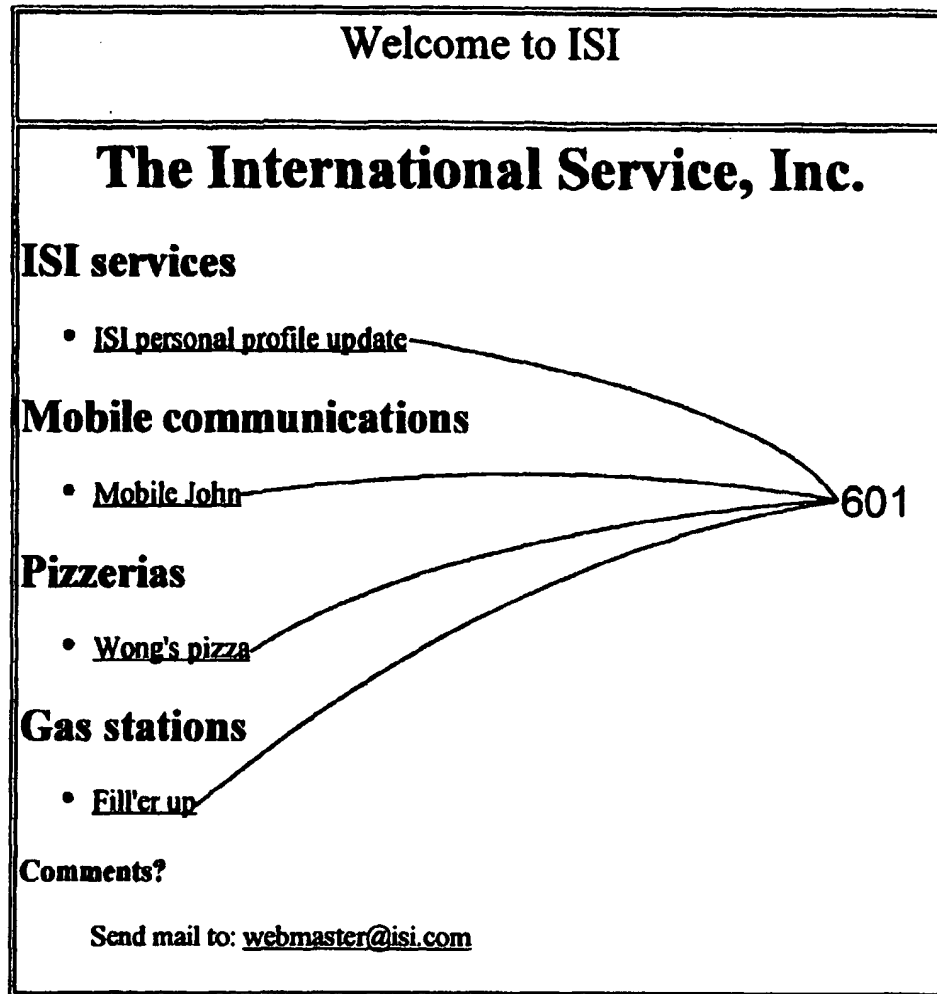 Welcome to ISI
The International Service, Inc.
ISI services
• ISI personal profile update
Mobile communications
• Mobile John
601
Pizzerias
• Wong's pizza
Gas stations
• Fill'er up
Comments?
Send mail to: webmaster@isi.com